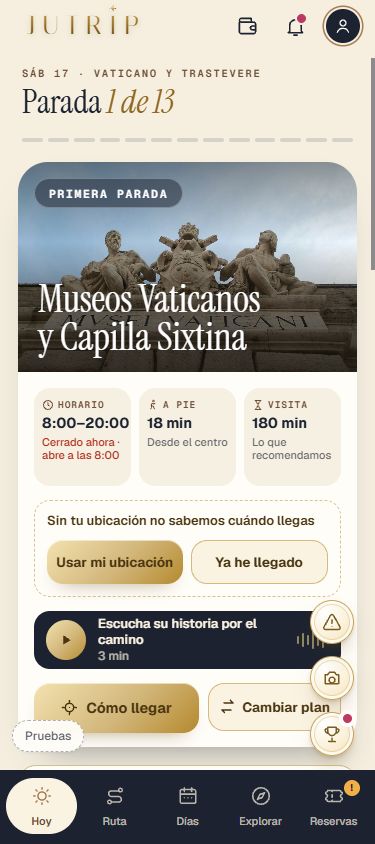 JUTRIP
SÁB 17 · VATICANO Y TRASTEVERE
Parada 1 de 13
PRIMERA PARADA
Museos Vaticanos
y Capilla Sixtina
HORARIO
8:00–20:00
Cerrado ahora ·
abre a las 8:00
A PIE
18 min
Desde el centro
VISITA
180 min
Lo que
recomendamos
Sin tu ubicación no sabemos cuándo llegas
Usar mi ubicación
Ya he llegado
Escucha su historia por el
camino
3 min
Cómo llegar
Cambiar plan
Pruebas
Hoy
Ruta
Días
Explorar
!
Reservas